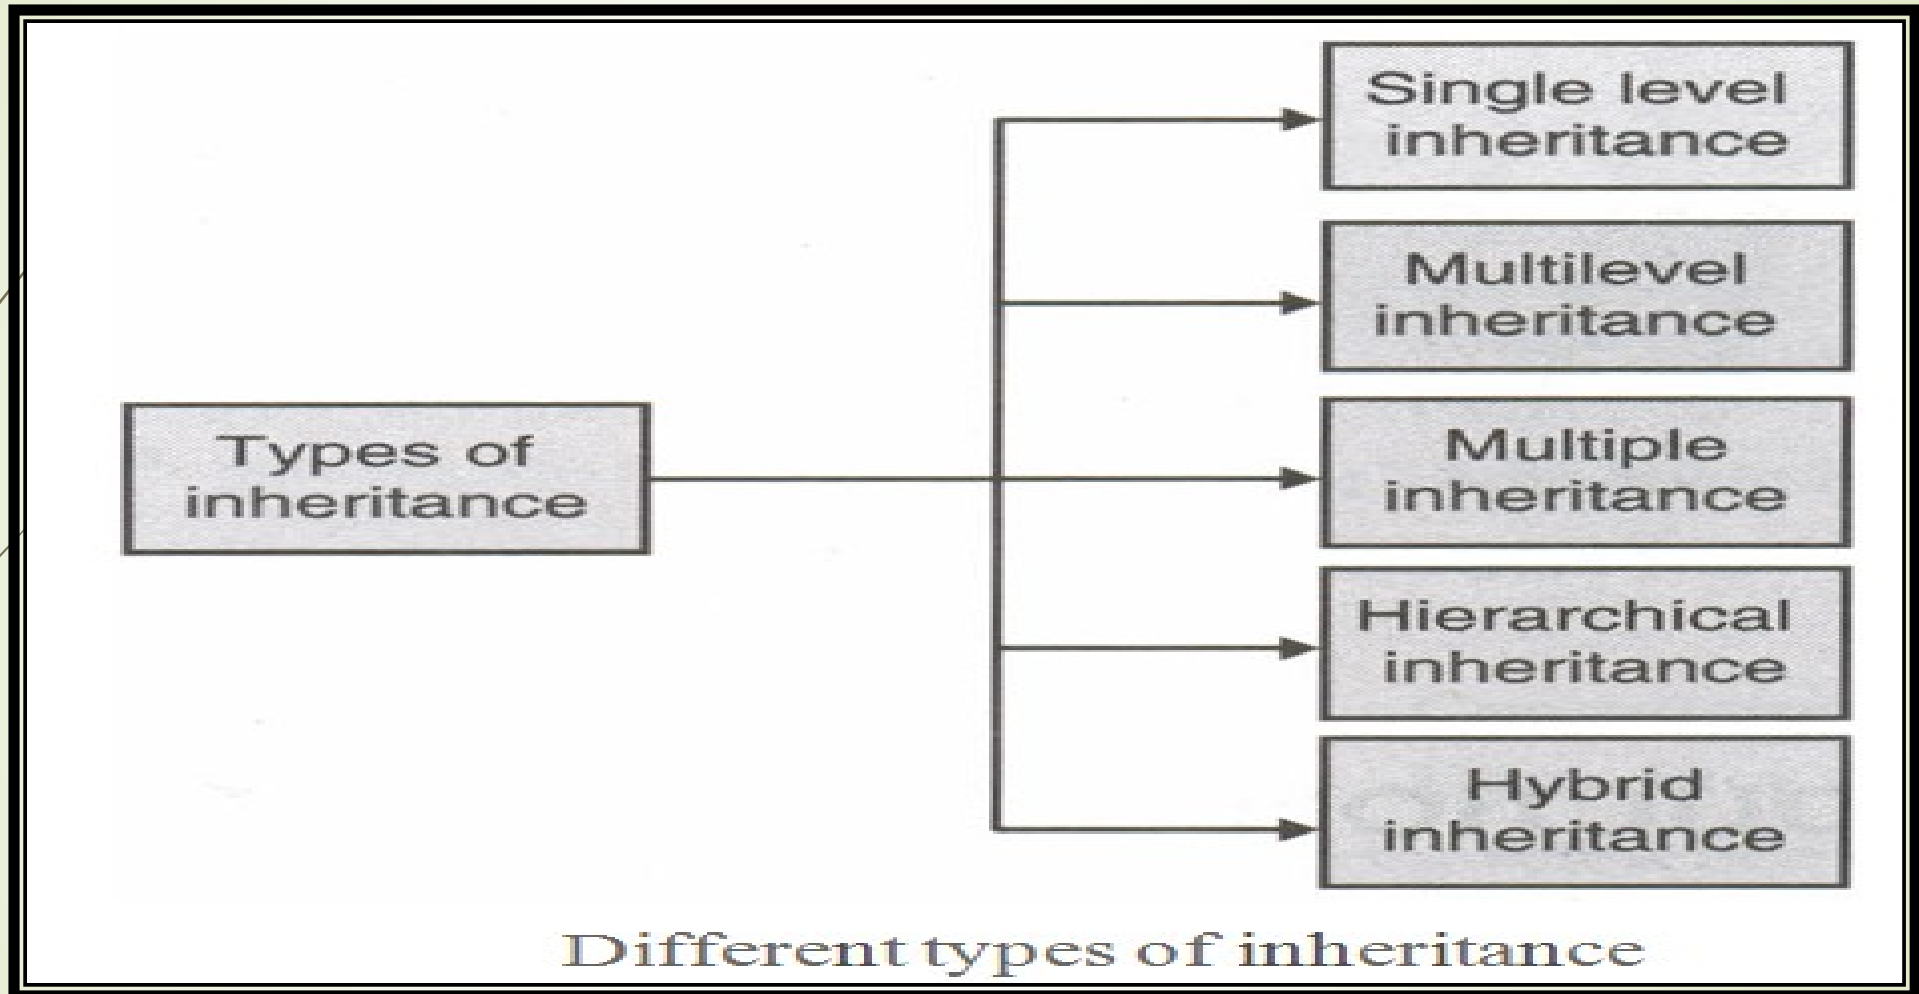 Types of
inheritance
Single level
inheritance
Multilevel
inheritance
Multiple
inheritance
Hierarchical
inheritance
Hybrid
inheritance
Different types of inheritance